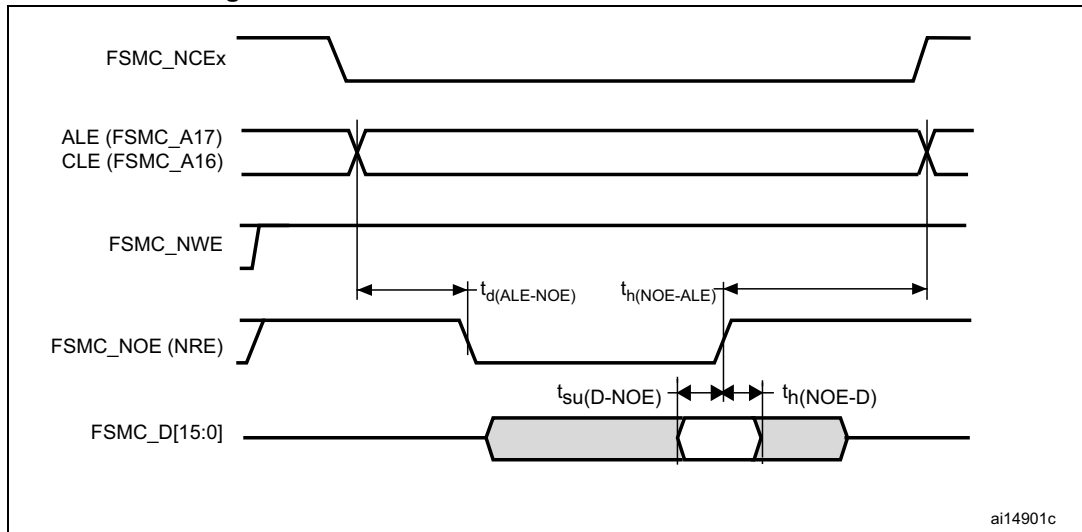 FSMC_NCEx
ALE (FSMC_A17)
CLE (FSMC_A16)
FSMC_NWE
td(ALE-NOE)
th(NOE-ALE)
FSMC_NOE (NRE)
tsu(D-NOE)
th(NOE-D)
FSMC_D[15:0]
ai14901c